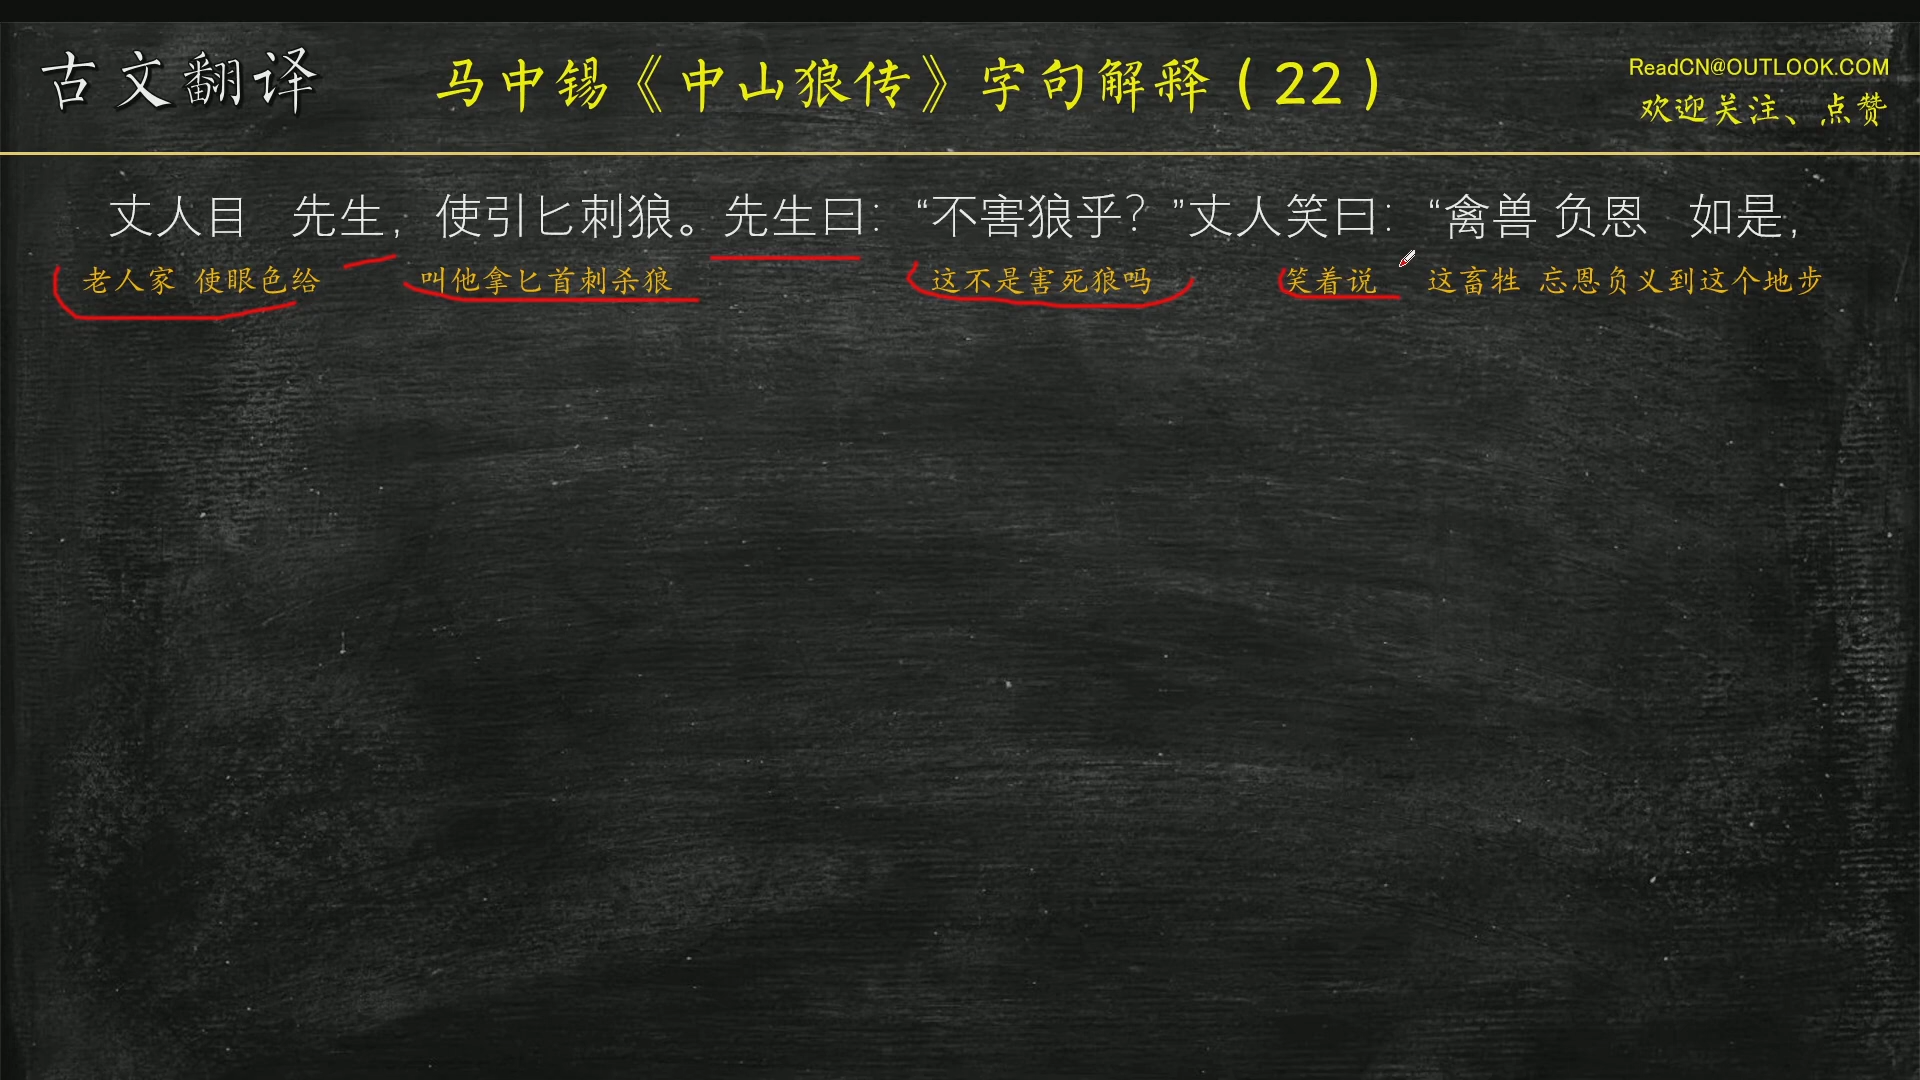 古文翻译
马中锡《中山狼传》字句解释（22）
ReadCN@OUTLOOK.COM
欢迎关注、点赞
丈人目 先生，使引匕刺狼。先生曰：“不害狼乎？”丈人笑曰：“禽兽 负恩 如是，
老人家 使眼色给 叫他拿匕首刺杀狼 这不是害死狼吗 笑着说 这畜牲 忘恩负义到这个地步